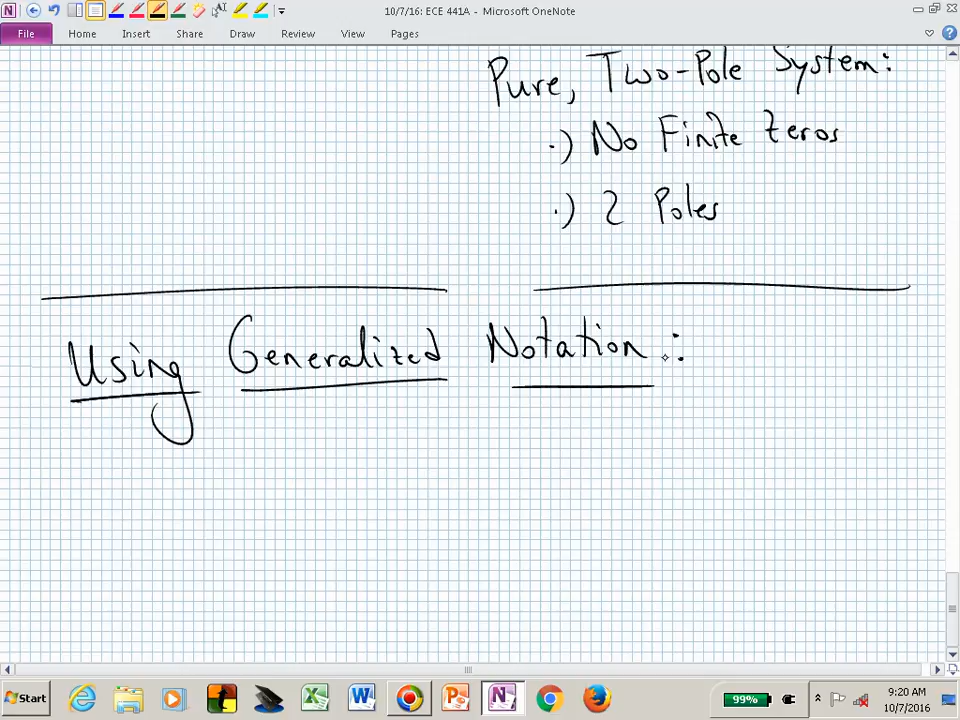 10/7/16: ECE 441A - Microsoft OneNote
File Home Insert Share Draw Review View Pages
Pure, Two-Pole System:
·) No Finite Zeros
·) 2 Poles
Using Generalized Notation:
Start
99%
9:20 AM
10/7/2016